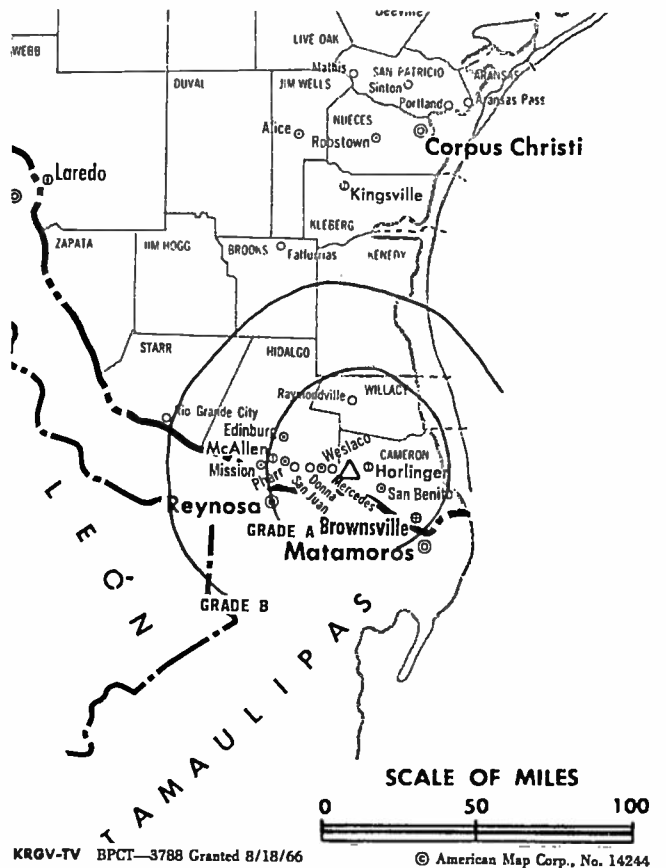 BEEVILLE
WEBB
LIVE OAK
Mathis
SAN PATRICIO
ARANSAS
DUVAL
JIM WELLS
Sinton
Portland
Aransas Pass
NUECES
Alice
Robstown
Corpus Christi
Laredo
Kingsville
KLEBERG
ZAPATA
JIM HOGG
BROOKS
Falfurrias
KENEDY
STARR
HIDALGO
Raymondville
WILLACY
Rio Grande City
Edinburg
McAllen
Weslaco
CAMERON
Mission
Harlinger
Pharr
San Juan
Donna
Mercedes
San Benito
Reynosa
GRADE A
Brownsville
Matamoros
GRADE B
LEÓN
TAMAULIPAS
SCALE OF MILES
0 50 100
KRGV-TV BPCT—3788 Granted 8/18/66
© American Map Corp., No. 14244